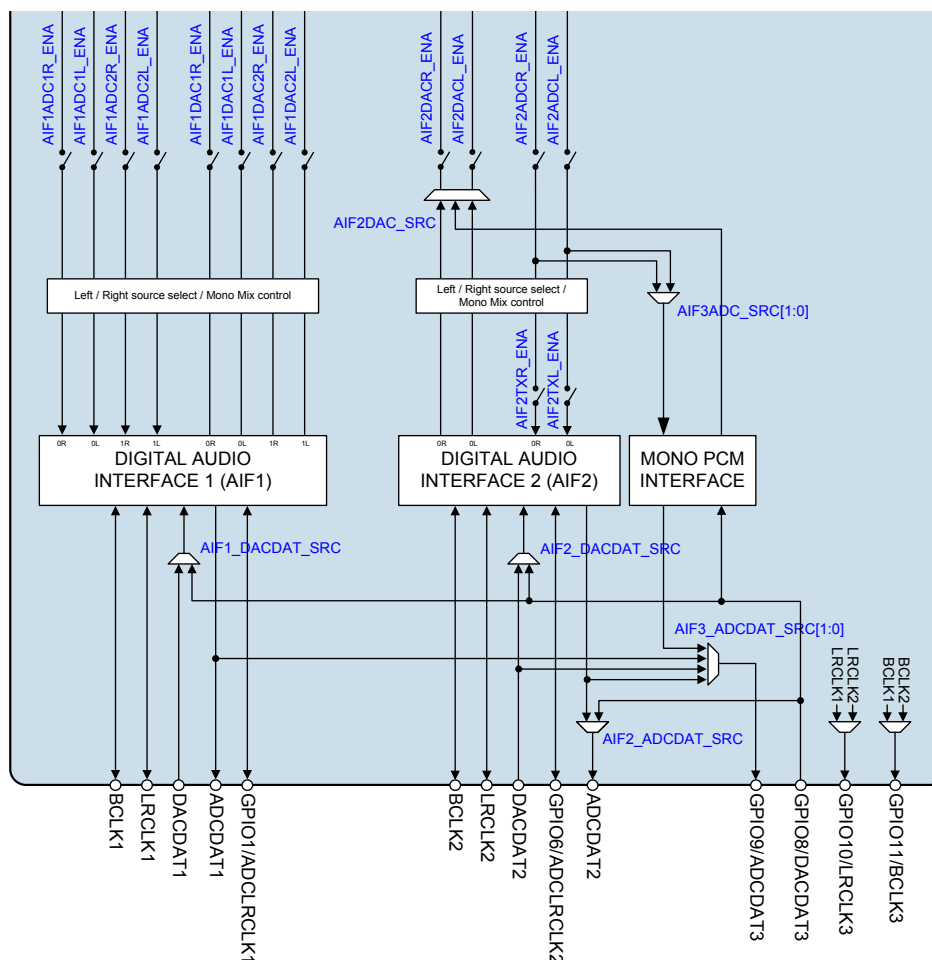 AIF1ADC1R_ENA
AIF1ADC1L_ENA
AIF1ADC2R_ENA
AIF1ADC2L_ENA
AIF1DAC1R_ENA
AIF1DAC1L_ENA
AIF1DAC2R_ENA
AIF1DAC2L_ENA
AIF2DACR_ENA
AIF2DACL_ENA
AIF2ADCR_ENA
AIF2ADCL_ENA
AIF2DAC_SRC
Left / Right source select / Mono Mix control
Left / Right source select /
Mono Mix control
AIF3ADC_SRC[1:0]
AIF2TXR_ENA
AIF2TXL_ENA
0R 0L 1R 1L 0R 0L 1R 1L
DIGITAL AUDIO
INTERFACE 1 (AIF1)
0R 0L 0R 0L
DIGITAL AUDIO
INTERFACE 2 (AIF2)
MONO PCM
INTERFACE
AIF1_DACDAT_SRC
AIF2_DACDAT_SRC
AIF3_ADCDAT_SRC[1:0]
LRCLK1
LRCLK2
BCLK1
BCLK2
AIF2_ADCDAT_SRC
BCLK1
LRCLK1
DACDAT1
ADCDAT1
GPIO1/ADCLRCLK1
BCLK2
LRCLK2
DACDAT2
GPIO6/ADCLRCLK2
ADCDAT2
GPIO9/ADCDAT3
GPIO8/DACDAT3
GPIO10/LRCLK3
GPIO11/BCLK3